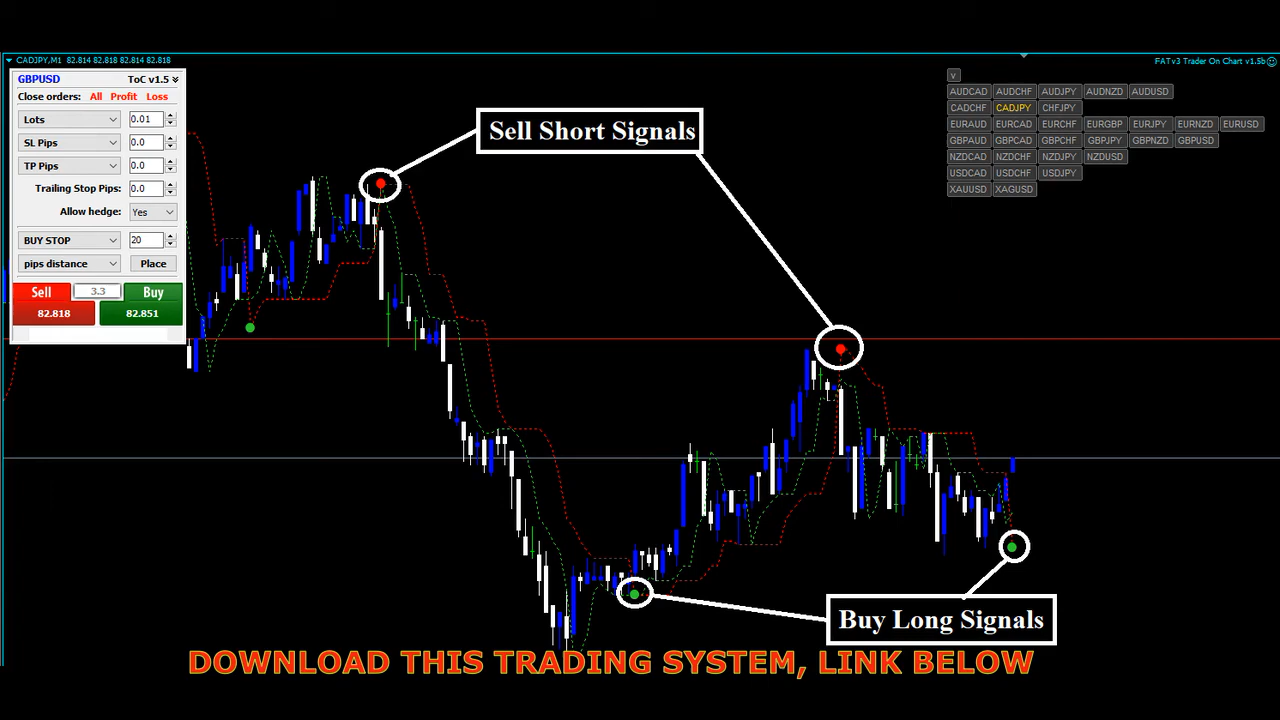 CADJPY,M1 82.814 82.818 82.814 82.818
FATv3 Trader On Chart v1.5b
GBPUSD ToC v1.5
Close orders: All Profit Loss
Lots 0.01
SL Pips 0.0
TP Pips 0.0
Trailing Stop Pips: 0.0
Allow hedge: Yes
BUY STOP 20
pips distance Place
Sell 3.3 Buy
82.818 82.851
v
AUDCAD AUDCHF AUDJPY AUDNZD AUDUSD
CADCHF CADJPY CHFJPY
EURAUD EURCAD EURCHF EURGBP EURJPY EURNZD EURUSD
GBPAUD GBPCAD GBPCHF GBPJPY GBPNZD GBPUSD
NZDCAD NZDCHF NZDJPY NZDUSD
USDCAD USDCHF USDJPY
XAUUSD XAGUSD
Sell Short Signals
Buy Long Signals
DOWNLOAD THIS TRADING SYSTEM, LINK BELOW